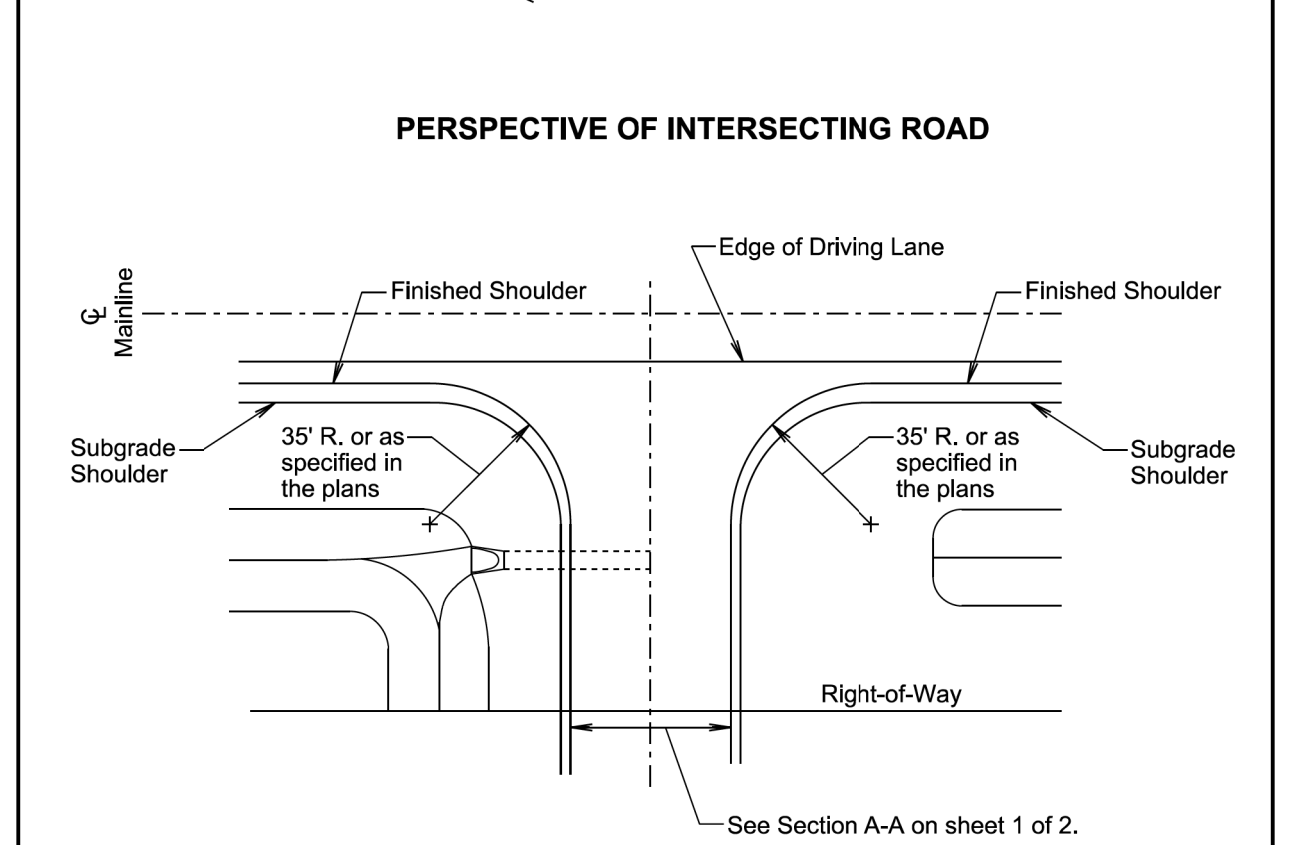 PERSPECTIVE OF INTERSECTING ROAD
Edge of Driving Lane
Finished Shoulder
Finished Shoulder
℄
Mainline
Subgrade
Shoulder
35' R. or as
specified in
the plans
35' R. or as
specified in
the plans
Subgrade
Shoulder
Right-of-Way
See Section A-A on sheet 1 of 2.